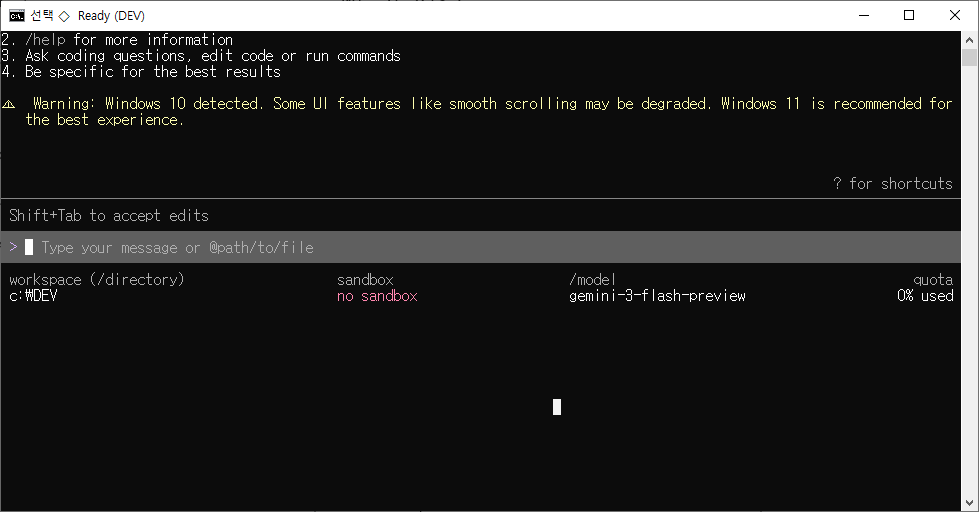 선택 ◇ Ready (DEV)
2. /help for more information
3. Ask coding questions, edit code or run commands
4. Be specific for the best results
⚠ Warning: Windows 10 detected. Some UI features like smooth scrolling may be degraded. Windows 11 is recommended for
the best experience.
? for shortcuts
Shift+Tab to accept edits
> Type your message or @path/to/file
workspace (/directory) sandbox /model quota
c:₩DEV no sandbox gemini-3-flash-preview 0% used